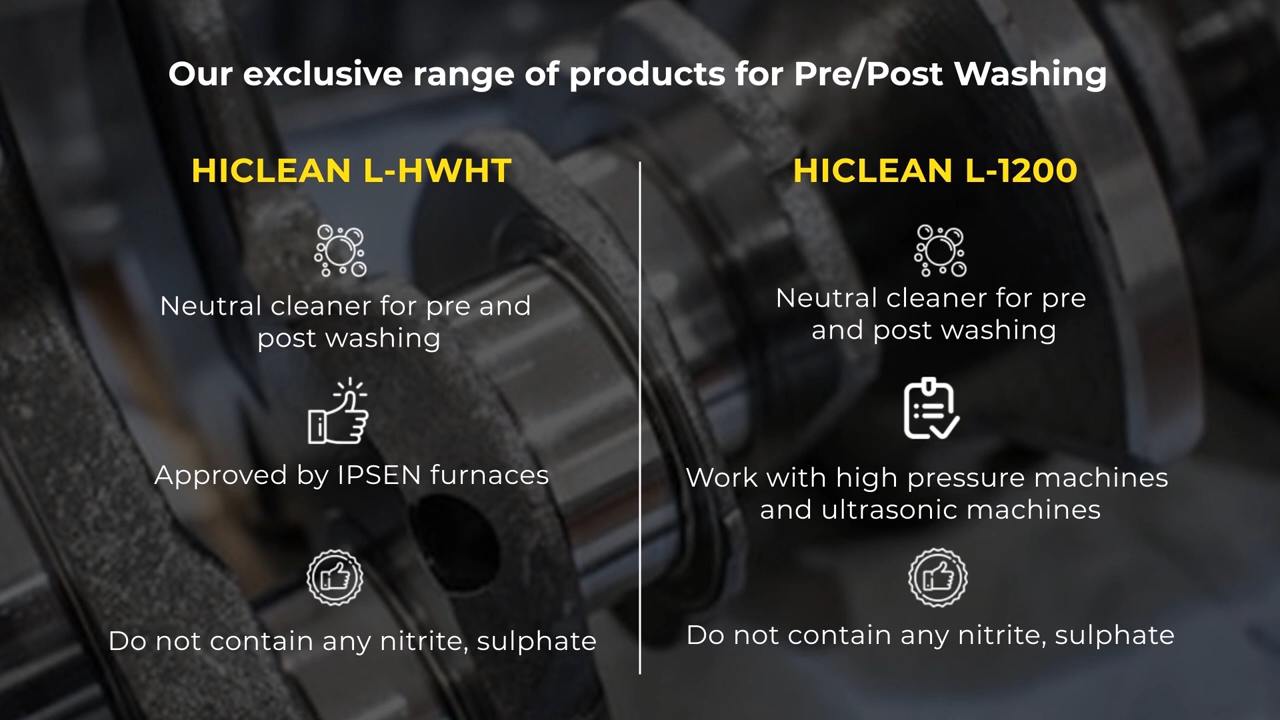 Our exclusive range of products for Pre/Post Washing
HICLEAN L-HWHT
Neutral cleaner for pre and
post washing
Approved by IPSEN furnaces
Do not contain any nitrite, sulphate
HICLEAN L-1200
Neutral cleaner for pre
and post washing
Work with high pressure machines
and ultrasonic machines
Do not contain any nitrite, sulphate